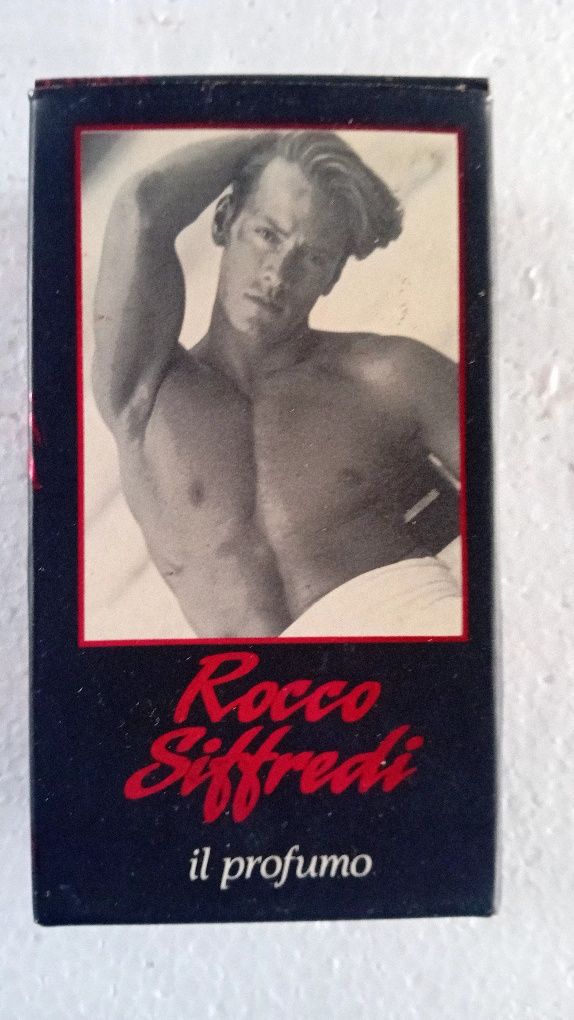 Rocco
Siffredi
il profumo